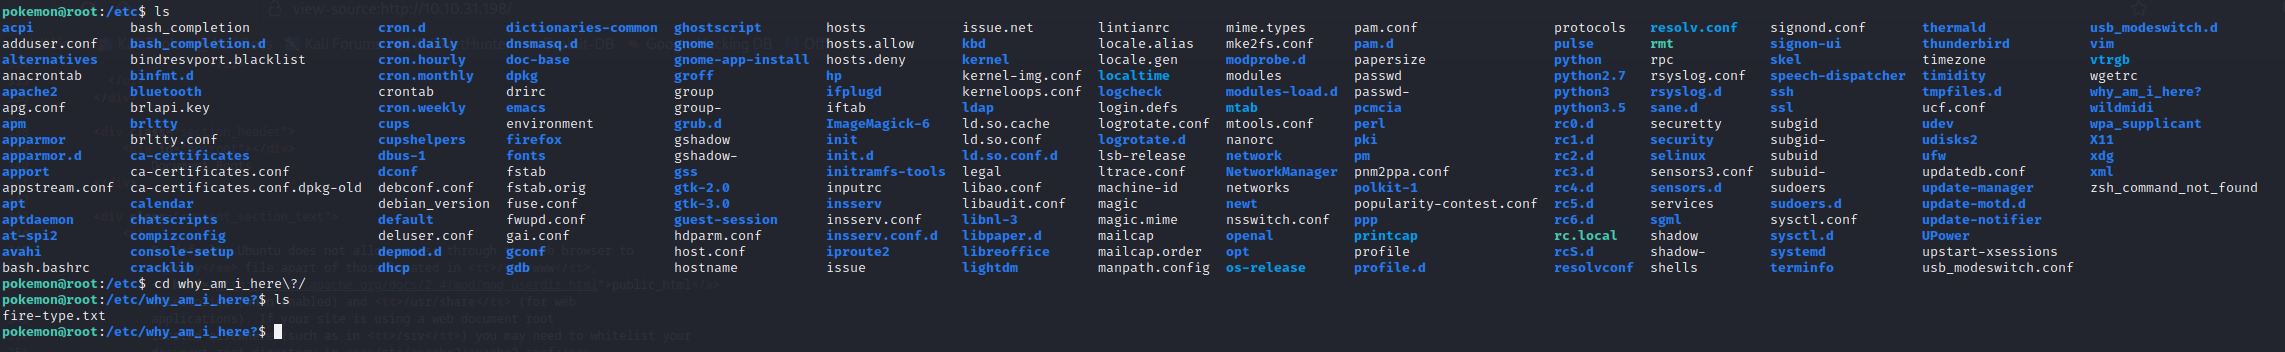 view-source:http://10.10.31.198/
pokemon@root:/etc$ ls
acpi bash_completion cron.d dictionaries-common ghostscript hosts issue.net lintianrc mime.types pam.conf protocols resolv.conf signond.conf thermald usb_modeswitch.d
adduser.conf bash_completion.d cron.daily dnsmasq.d gnome hosts.allow kbd locale.alias mke2fs.conf pam.d pulse rmt signon-ui thunderbird vim
alternatives bindresvport.blacklist cron.hourly doc-base gnome-app-install hosts.deny kernel locale.gen modprobe.d papersize python rpc skel timezone vtrgb
anacrontab binfmt.d cron.monthly dpkg groff hp kernel-img.conf localtime modules passwd python2.7 rsyslog.conf speech-dispatcher timidity wgetrc
apache2 bluetooth crontab drirc group ifplugd kerneloops.conf logcheck modules-load.d passwd- python3 rsyslog.d ssh tmpfiles.d why_am_i_here?
apg.conf brlapi.key cron.weekly emacs group- iftab ldap login.defs mtab pcmcia python3.5 sane.d ssl ucf.conf wildmidi
apm brltty cups environment grub.d ImageMagick-6 ld.so.cache logrotate.conf mtools.conf perl rc0.d securetty subgid udev wpa_supplicant
apparmor brltty.conf cupshelpers firefox gshadow init ld.so.conf logrotate.d nanorc pki rc1.d security subgid- udisks2 X11
apparmor.d ca-certificates dbus-1 fonts gshadow- init.d ld.so.conf.d lsb-release network pm rc2.d selinux subuid ufw xdg
apport ca-certificates.conf dconf fstab gss initramfs-tools legal ltrace.conf NetworkManager pnm2ppa.conf rc3.d sensors3.conf subuid- updatedb.conf xml
appstream.conf ca-certificates.conf.dpkg-old debconf.conf fstab.orig gtk-2.0 inputrc libao.conf machine-id networks polkit-1 rc4.d sensors.d sudoers update-manager zsh_command_not_found
apt calendar debian_version fuse.conf gtk-3.0 insserv libaudit.conf magic newt popularity-contest.conf rc5.d services sudoers.d update-motd.d
aptdaemon chatscripts default fwupd.conf guest-session insserv.conf libnl-3 magic.mime nsswitch.conf ppp rc6.d sgml sysctl.conf update-notifier
at-spi2 compizconfig deluser.conf gai.conf hdparm.conf insserv.conf.d libpaper.d mailcap openal printcap rc.local shadow sysctl.d UPower
avahi console-setup depmod.d gconf host.conf iproute2 libreoffice mailcap.order opt profile rcS.d shadow- systemd upstart-xsessions
bash.bashrc cracklib dhcp gdb hostname issue lightdm manpath.config os-release profile.d resolvconf shells terminfo usb_modeswitch.conf
pokemon@root:/etc$ cd why_am_i_here\?/
pokemon@root:/etc/why_am_i_here?$ ls
fire-type.txt
pokemon@root:/etc/why_am_i_here?$